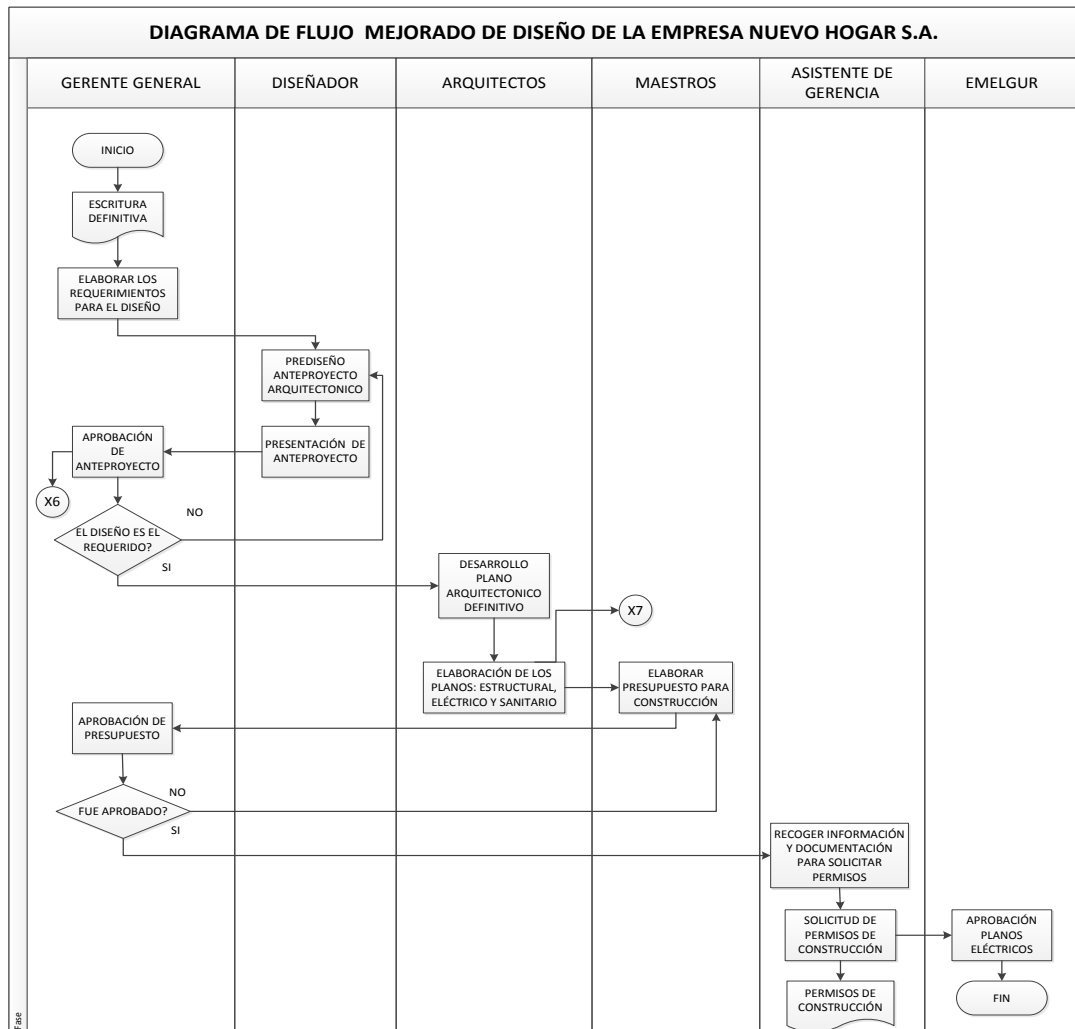 DIAGRAMA DE FLUJO MEJORADO DE DISEÑO DE LA EMPRESA NUEVO HOGAR S.A.
GERENTE GENERAL
DISEÑADOR
ARQUITECTOS
MAESTROS
ASISTENTE DE
GERENCIA
EMELGUR
INICIO
ESCRITURA
DEFINITIVA
ELABORAR LOS
REQUERIMIENTOS
PARA EL DISEÑO
PREDISEÑO
ANTEPROYECTO
ARQUITECTONICO
PRESENTACIÓN DE
ANTEPROYECTO
APROBACIÓN
DE
ANTEPROYECTO
X6
NO
EL DISEÑO ES EL
REQUERIDO?
SI
DESARROLLO
PLANO
ARQUITECTONICO
DEFINITIVO
X7
ELABORACIÓN DE LOS
PLANOS: ESTRUCTURAL,
ELÉCTRICO Y SANITARIO
ELABORAR
PRESUPUESTO PARA
CONSTRUCCIÓN
APROBACIÓN DE
PRESUPUESTO
NO
FUE APROBADO?
SI
RECOGER INFORMACIÓN
Y DOCUMENTACIÓN
PARA SOLICITAR
PERMISOS
SOLICITUD DE
PERMISOS DE
CONSTRUCCIÓN
APROBACIÓN
PLANOS
ELÉCTRICOS
PERMISOS DE
CONSTRUCCIÓN
FIN
Fase